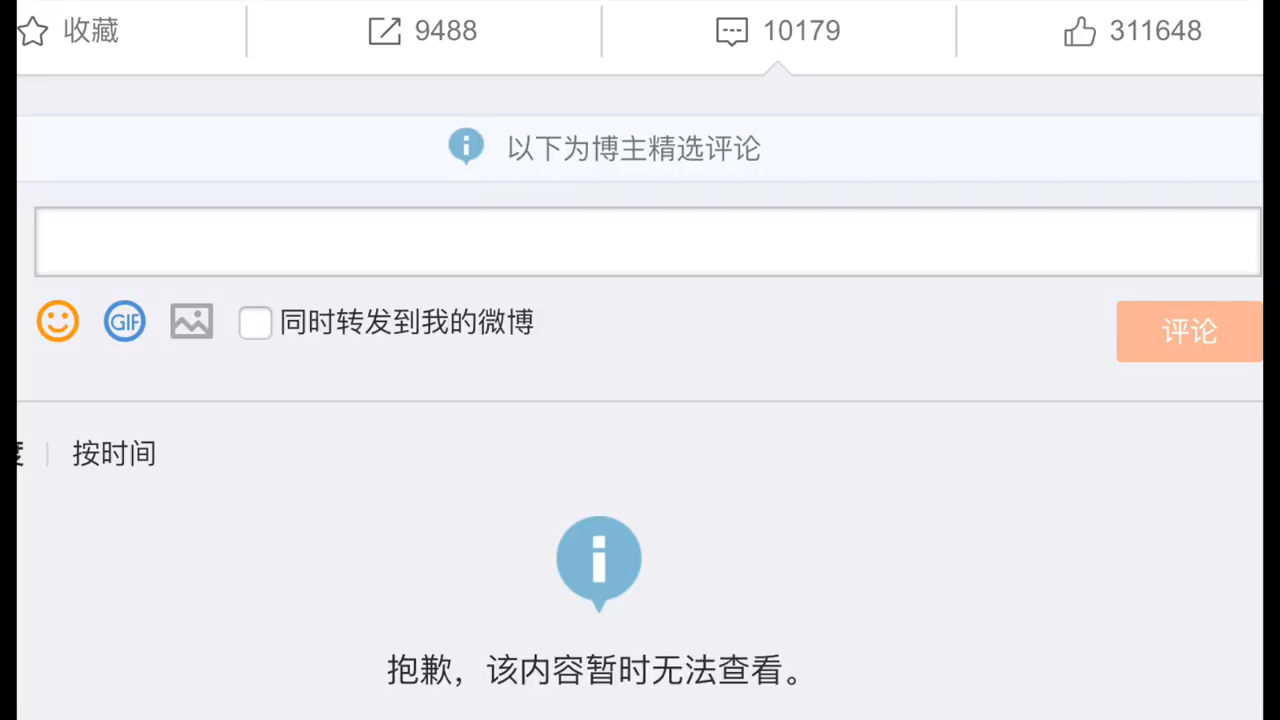 收藏 9488 10179 311648
以下为博主精选评论
GIF 同时转发到我的微博 评论
按时间
抱歉，该内容暂时无法查看。